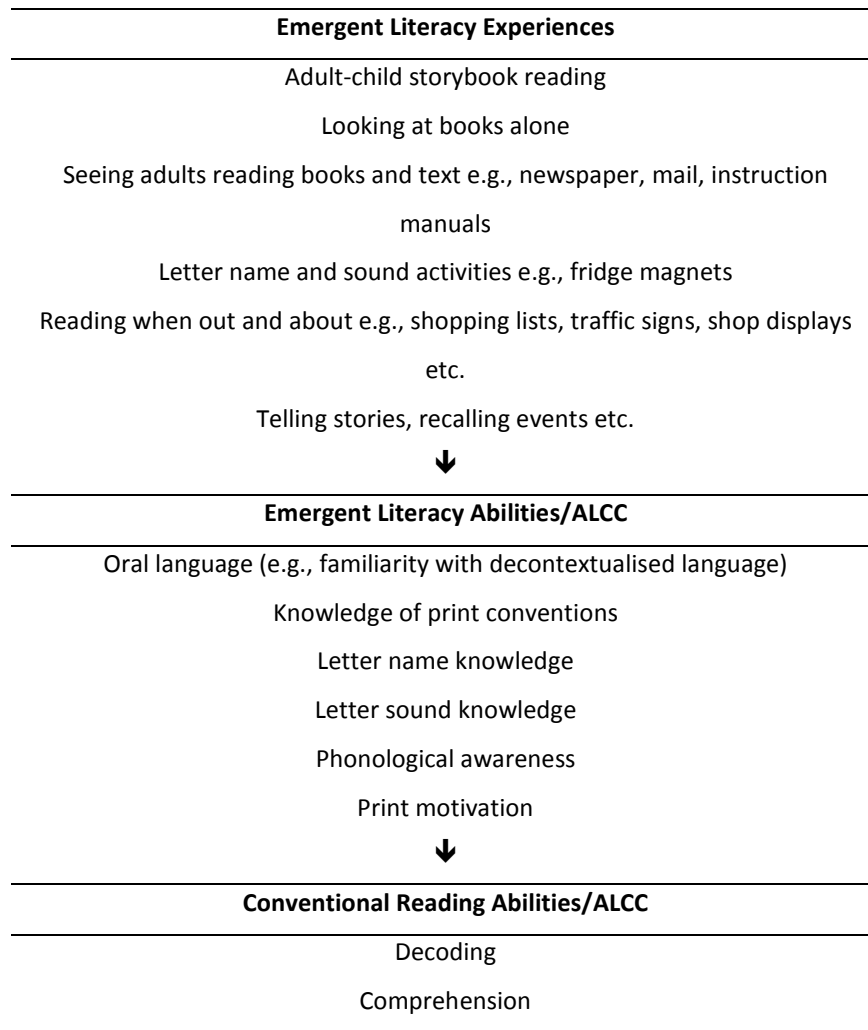 Emergent Literacy Experiences
Adult-child storybook reading
Looking at books alone
Seeing adults reading books and text e.g., newspaper, mail, instruction
manuals
Letter name and sound activities e.g., fridge magnets
Reading when out and about e.g., shopping lists, traffic signs, shop displays
etc.
Telling stories, recalling events etc.
Emergent Literacy Abilities/ALCC
Oral language (e.g., familiarity with decontextualised language)
Knowledge of print conventions
Letter name knowledge
Letter sound knowledge
Phonological awareness
Print motivation
Conventional Reading Abilities/ALCC
Decoding
Comprehension